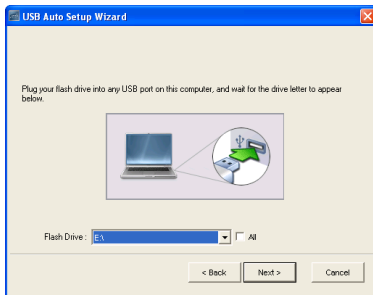 USB Auto Setup Wizard
Plug your flash drive into any USB port on this computer, and wait for the drive letter to appear
below.
Flash Drive : E:\ All
< Back Next > Cancel